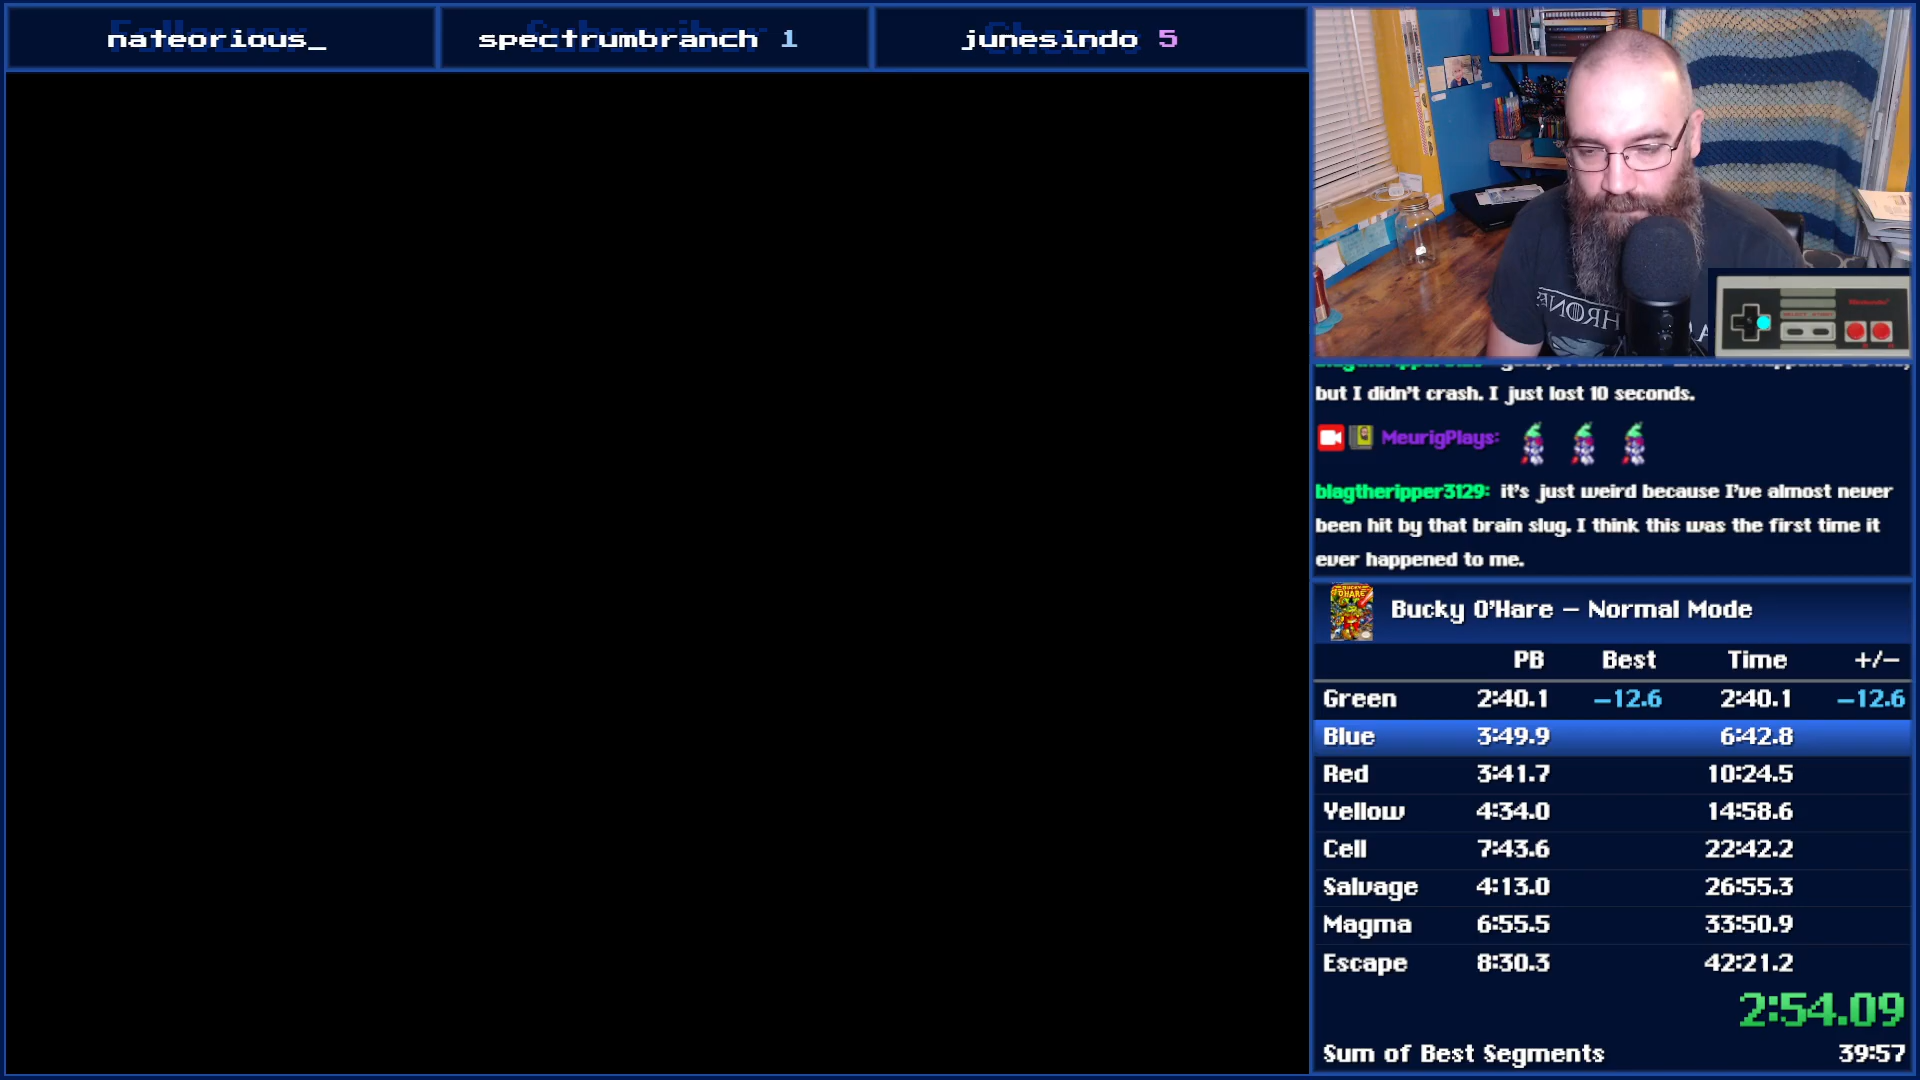 nateorious_
spectrumbranch 1
junesindo 5
but I didn't crash. I just lost 10 seconds.
MeurigPlays:
blagtheripper3129: it's just weird because I've almost never
been hit by that brain slug. I think this was the first time it
ever happened to me.
Bucky O'Hare – Normal Mode
PB Best Time +/–
Green 2:40.1 –12.6 2:40.1 –12.6
Blue 3:49.9 6:42.8
Red 3:41.7 10:24.5
Yellow 4:34.0 14:58.6
Cell 7:43.6 22:42.2
Salvage 4:13.0 26:55.3
Magma 6:55.5 33:50.9
Escape 8:30.3 42:21.2
2:54.09
Sum of Best Segments 39:57